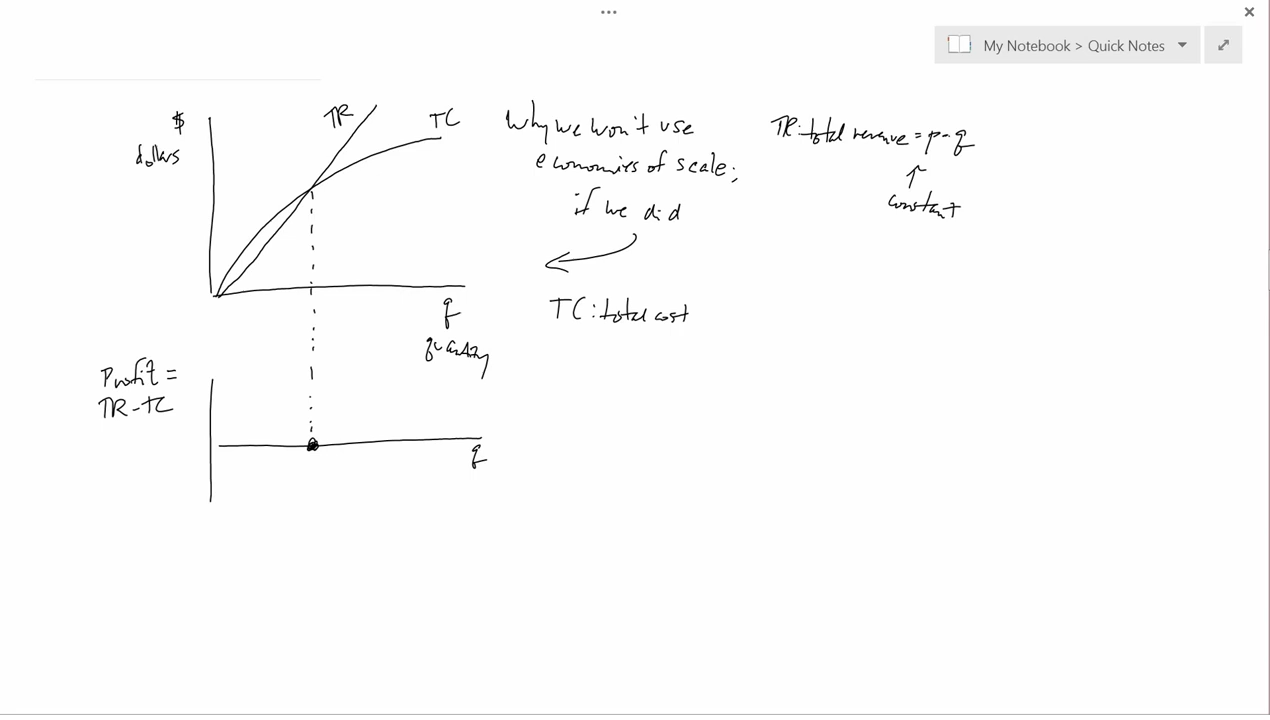 My Notebook > Quick Notes
$
dollars
TR
TC
q
quantity
Why we won't use
economies of scale;
if we did
TC: total cost
TR: total revenue = p · q
↑
constant
Profit =
TR - TC
q